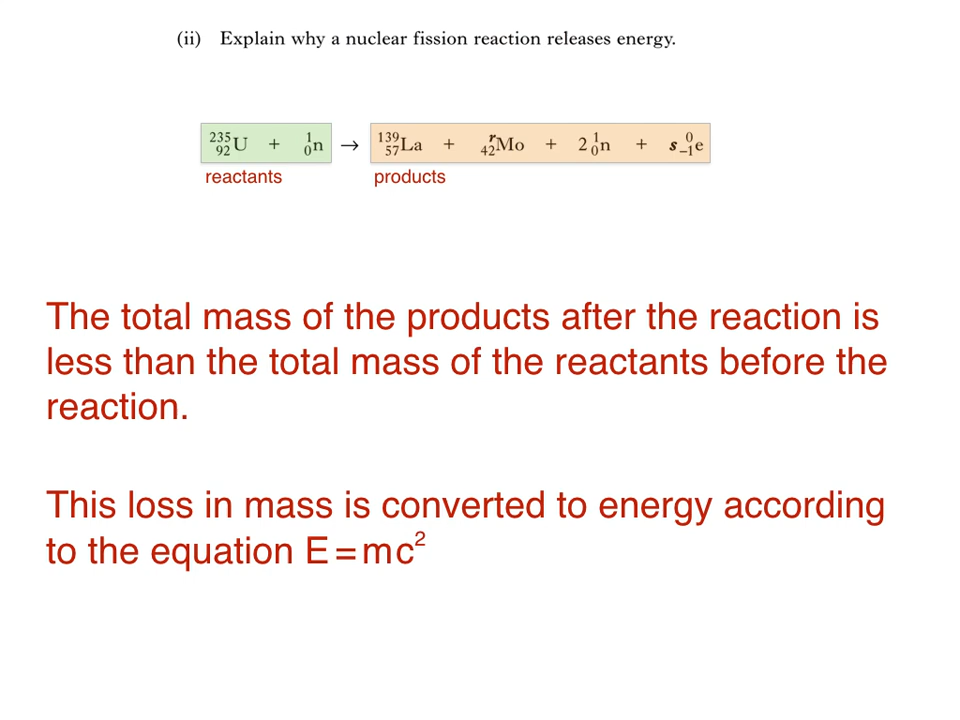 (ii) Explain why a nuclear fission reaction releases energy.
²³⁵₉₂U + ¹₀n → ¹³⁹₅₇La + ʳ₄₂Mo + 2 ¹₀n + s ⁰₋₁e
reactants products
The total mass of the products after the reaction is
less than the total mass of the reactants before the
reaction.
This loss in mass is converted to energy according
to the equation E=mc²